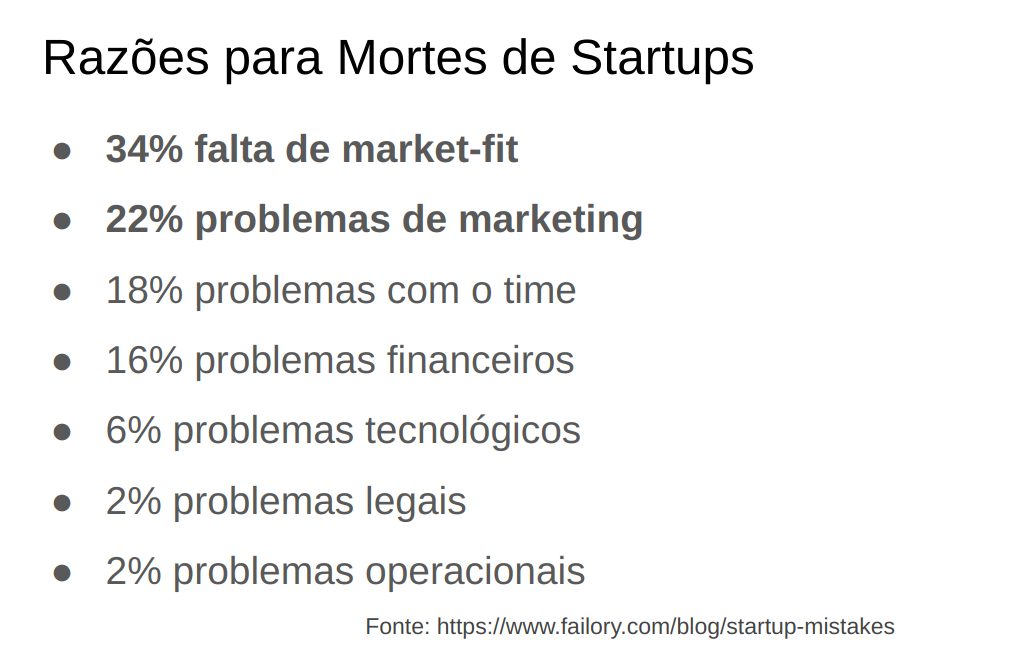 Razões para Mortes de Startups
● 34% falta de market-fit
● 22% problemas de marketing
● 18% problemas com o time
● 16% problemas financeiros
● 6% problemas tecnológicos
● 2% problemas legais
● 2% problemas operacionais
Fonte: https://www.failory.com/blog/startup-mistakes